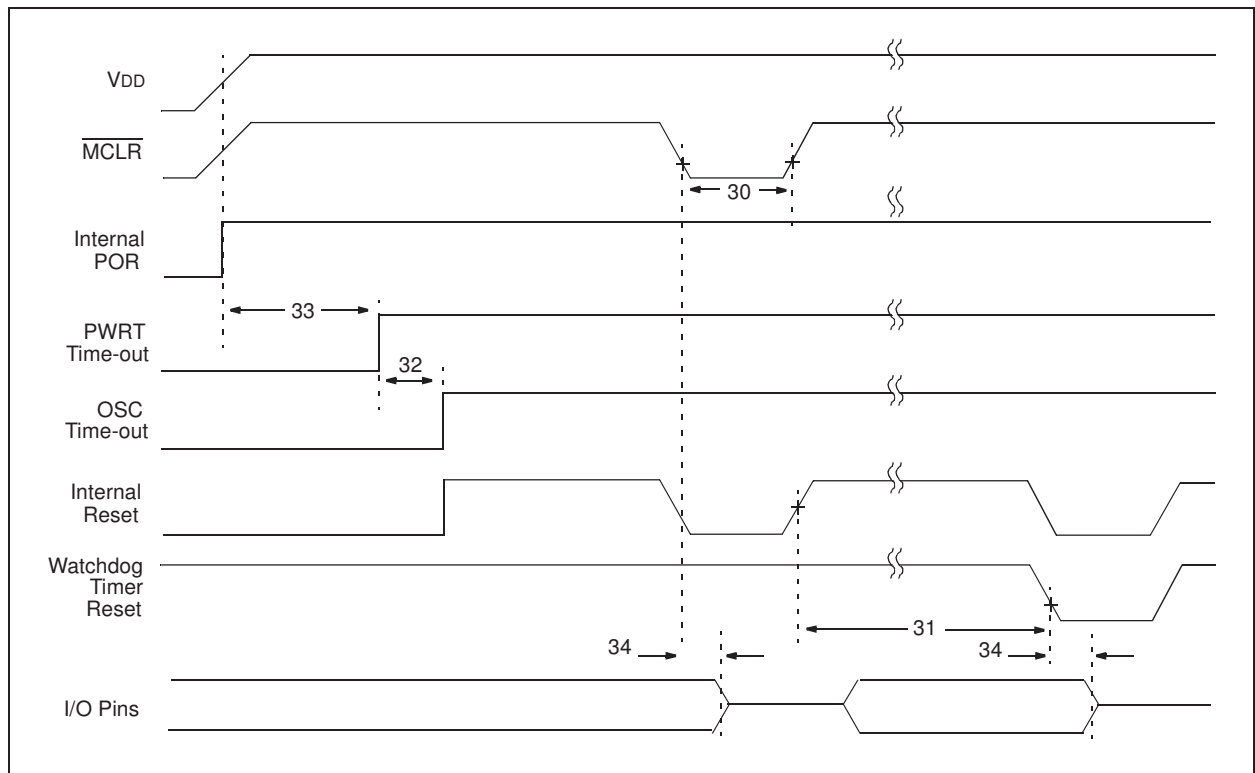 VDD
MCLR
30
Internal
POR
33
PWRT
Time-out
32
OSC
Time-out
Internal
Reset
Watchdog
Timer
Reset
31
34
34
I/O Pins